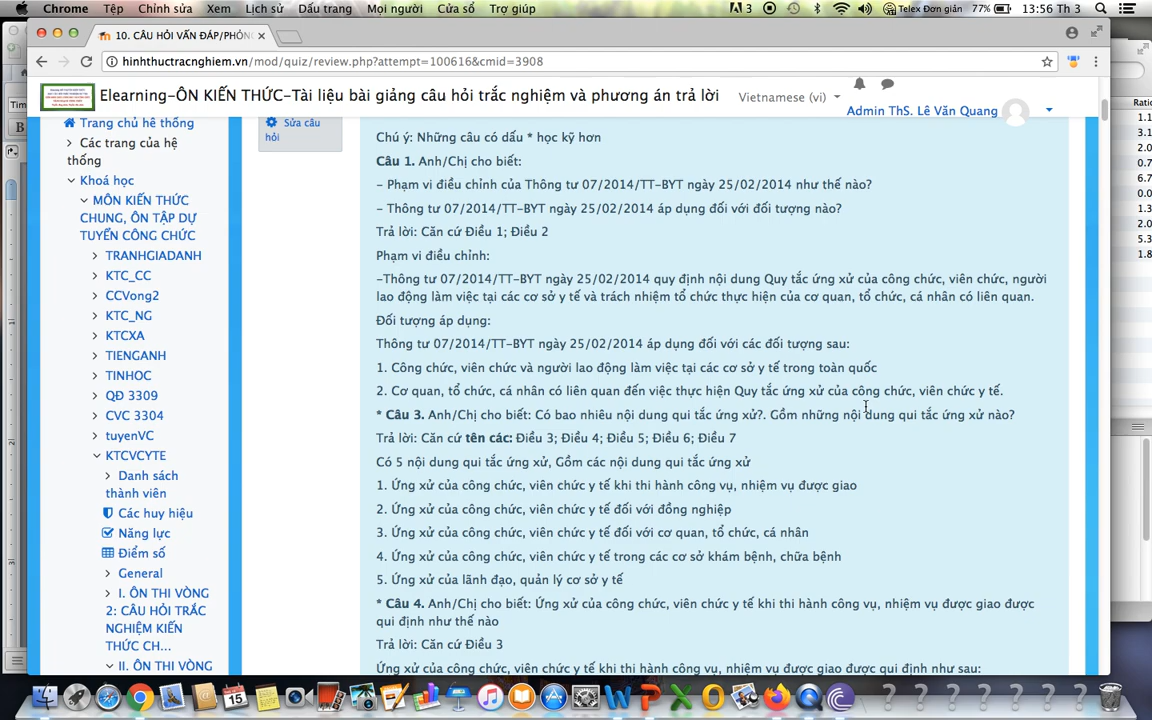 Chrome Tệp Chỉnh sửa Xem Lịch sử Dấu trang Mọi người Cửa sổ Trợ giúp 3 Telex Đơn giản 77% 13:56 Th 3
10. CÂU HỎI VẤN ĐÁP/PHỎN
hinhthuctracnghiem.vn/mod/quiz/review.php?attempt=100616&cmid=3908
Elearning-ÔN KIẾN THỨC-Tài liệu bài giảng câu hỏi trắc nghiệm và phương án trả lời
Vietnamese (vi)
Admin ThS. Lê Văn Quang
Trang chủ hệ thống
Các trang của hệ
thống
Khoá học
MÔN KIẾN THỨC
CHUNG, ÔN TẬP DỰ
TUYỂN CÔNG CHỨC
TRANHGIADANH
KTC_CC
CCVong2
KTC_NG
KTCXA
TIENGANH
TINHOC
QĐ 3309
CVC 3304
tuyenVC
KTCVCYTE
Danh sách
thành viên
Các huy hiệu
Năng lực
Điểm số
General
I. ÔN THI VÒNG
2: CÂU HỎI TRẮC
NGHIỆM KIẾN
THỨC CH...
II. ÔN THI VÒNG
Sửa câu
hỏi
Chú ý: Những câu có dấu * học kỹ hơn
Câu 1. Anh/Chị cho biết:
- Phạm vi điều chỉnh của Thông tư 07/2014/TT-BYT ngày 25/02/2014 như thế nào?
- Thông tư 07/2014/TT-BYT ngày 25/02/2014 áp dụng đối với đối tượng nào?
Trả lời: Căn cứ Điều 1; Điều 2
Phạm vi điều chỉnh:
-Thông tư 07/2014/TT-BYT ngày 25/02/2014 quy định nội dung Quy tắc ứng xử của công chức, viên chức, người
lao động làm việc tại các cơ sở y tế và trách nhiệm tổ chức thực hiện của cơ quan, tổ chức, cá nhân có liên quan.
Đối tượng áp dụng:
Thông tư 07/2014/TT-BYT ngày 25/02/2014 áp dụng đối với các đối tượng sau:
1. Công chức, viên chức và người lao động làm việc tại các cơ sở y tế trong toàn quốc
2. Cơ quan, tổ chức, cá nhân có liên quan đến việc thực hiện Quy tắc ứng xử của công chức, viên chức y tế.
* Câu 3. Anh/Chị cho biết: Có bao nhiêu nội dung qui tắc ứng xử?. Gồm những nội dung qui tắc ứng xử nào?
Trả lời: Căn cứ tên các: Điều 3; Điều 4; Điều 5; Điều 6; Điều 7
Có 5 nội dung qui tắc ứng xử, Gồm các nội dung qui tắc ứng xử
1. Ứng xử của công chức, viên chức y tế khi thi hành công vụ, nhiệm vụ được giao
2. Ứng xử của công chức, viên chức y tế đối với đồng nghiệp
3. Ứng xử của công chức, viên chức y tế đối với cơ quan, tổ chức, cá nhân
4. Ứng xử của công chức, viên chức y tế trong các cơ sở khám bệnh, chữa bệnh
5. Ứng xử của lãnh đạo, quản lý cơ sở y tế
* Câu 4. Anh/Chị cho biết: Ứng xử của công chức, viên chức y tế khi thi hành công vụ, nhiệm vụ được giao được
qui định như thế nào
Trả lời: Căn cứ Điều 3
Ứng xử của công chức, viên chức y tế khi thi hành công vụ, nhiệm vụ được giao được qui định như sau:
Tim
B
Ratio
1.1
3.1
2.0
0.7
6.7
0.0
1.3
2.0
5.3
1.8